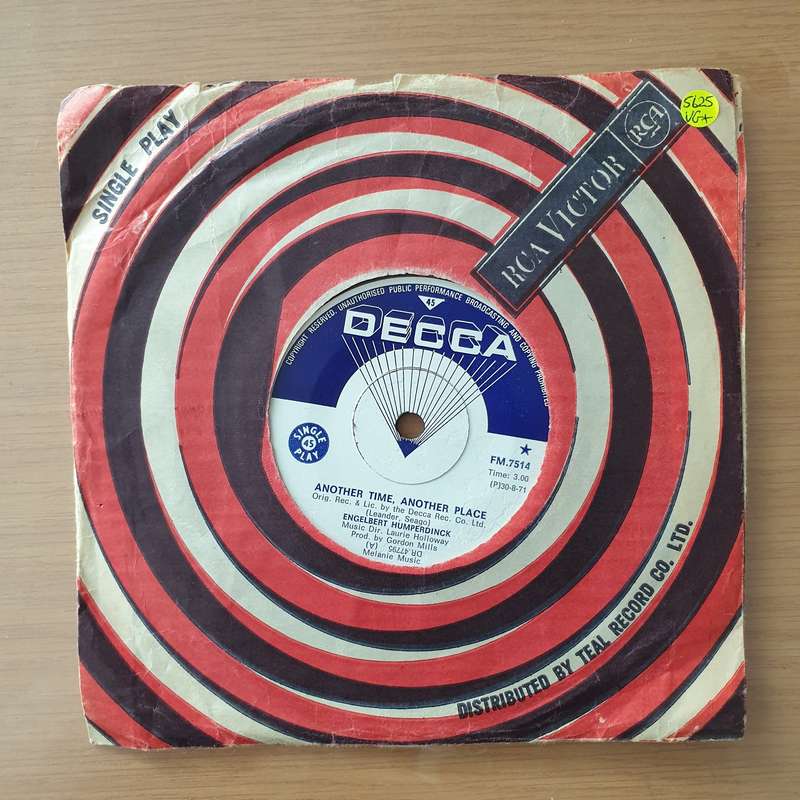 SINGLE PLAY
RCA VICTOR
RCA
5625
VG+
COPYRIGHT RESERVED. UNAUTHORISED PUBLIC PERFORMANCE BROADCASTING AND COPYING PROHIBITED
45
DECCA
SINGLE
45
PLAY
FM.7514
Time: 3.00
(P)30-8-71
ANOTHER TIME, ANOTHER PLACE
Orig. Rec. & Lic. by the Decca Rec. Co. Ltd.
(Leander, Seago)
ENGELBERT HUMPERDINCK
Music Dir. Laurie Holloway
Prod. by Gordon Mills
DR.47795 (A)
Melanie Music
DISTRIBUTED BY TEAL RECORD CO. LTD.